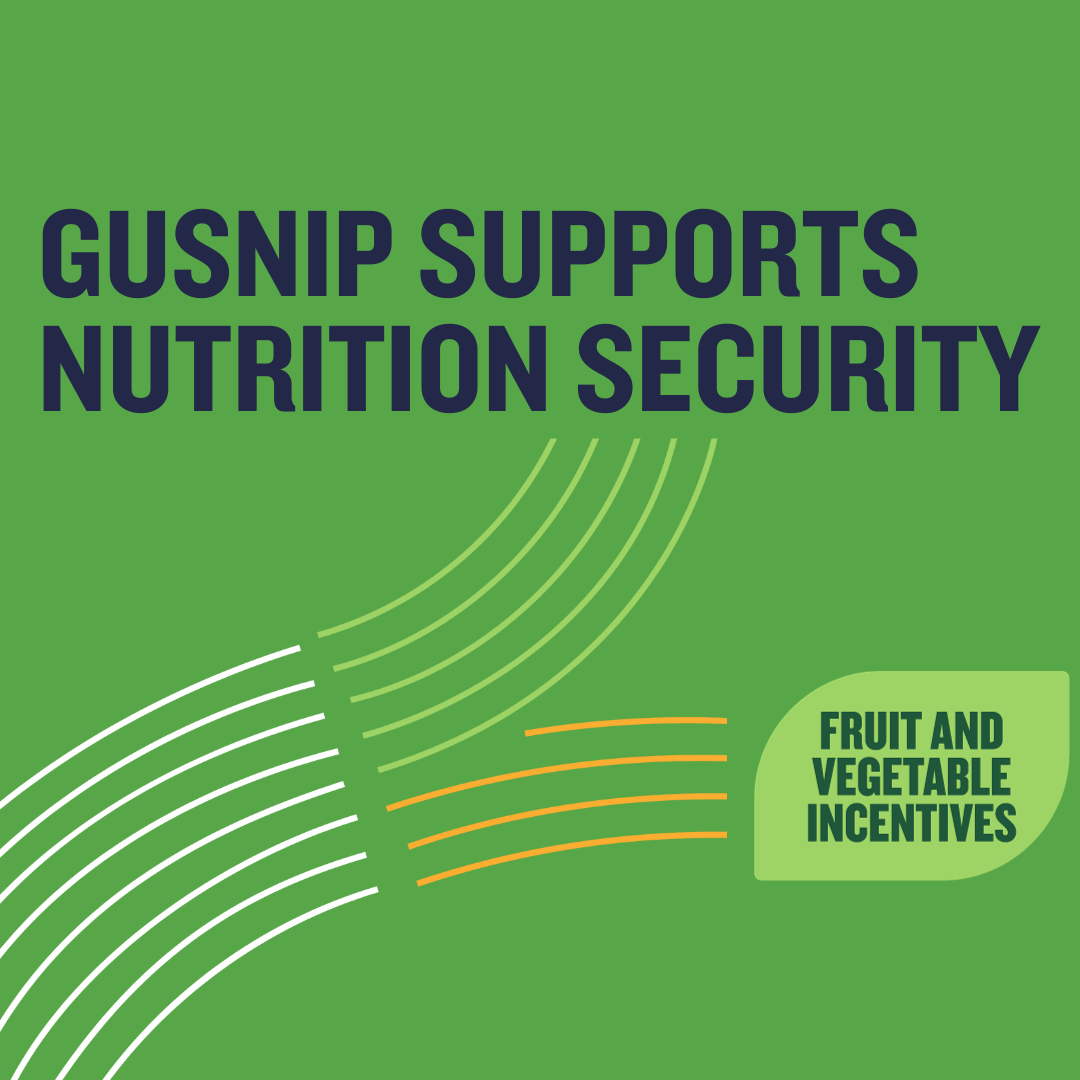 GUSNIP SUPPORTS
NUTRITION SECURITY
FRUIT AND
VEGETABLE
INCENTIVES